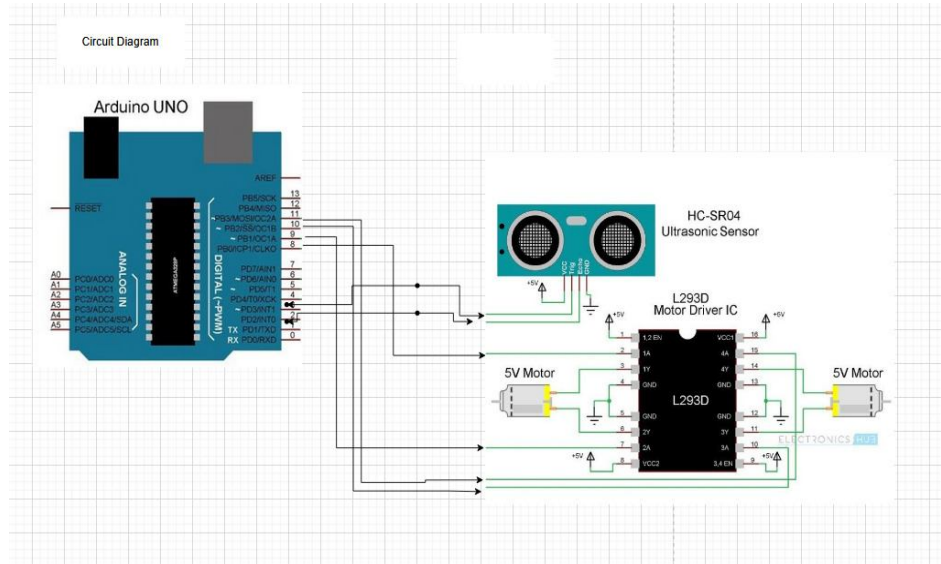 Circuit Diagram
Arduino UNO
AREF
RESET
PB5/SCK 13
PB4/MISO 12
~PB3/MOSI/OC2A 11
~ PB2/SS/OC1B 10
~ PB1/OC1A 9
PB0/ICP1/CLKO 8
PD7/AIN1 7
~ PD6/AIN0 6
~ PD5/T1 5
PD4/T0/XCK 4
~PD3/INT1
PD2/INT0
TX PD1/TXD
RX PD0/RXD 0
ANALOG IN
ATMEGA328P
DIGITAL (~PWM)
A0 PC0/ADC0
A1 PC1/ADC1
A2 PC2/ADC2
A3 PC3/ADC3
A4 PC4/ADC4/SDA
A5 PC5/ADC5/SCL
HC-SR04
Ultrasonic Sensor
VCC
Trig
Echo
GND
+5V
L293D
Motor Driver IC
+5V
+5V
1 1,2 EN VCC1 16
2 1A 4A 15
3 1Y 4Y 14
4 GND GND 13
L293D
5 GND GND 12
6 2Y 3Y 11
7 2A 3A 10
8 VCC2 3,4 EN 9
+5V
+5V
5V Motor
5V Motor
ELECTRONICS HUB